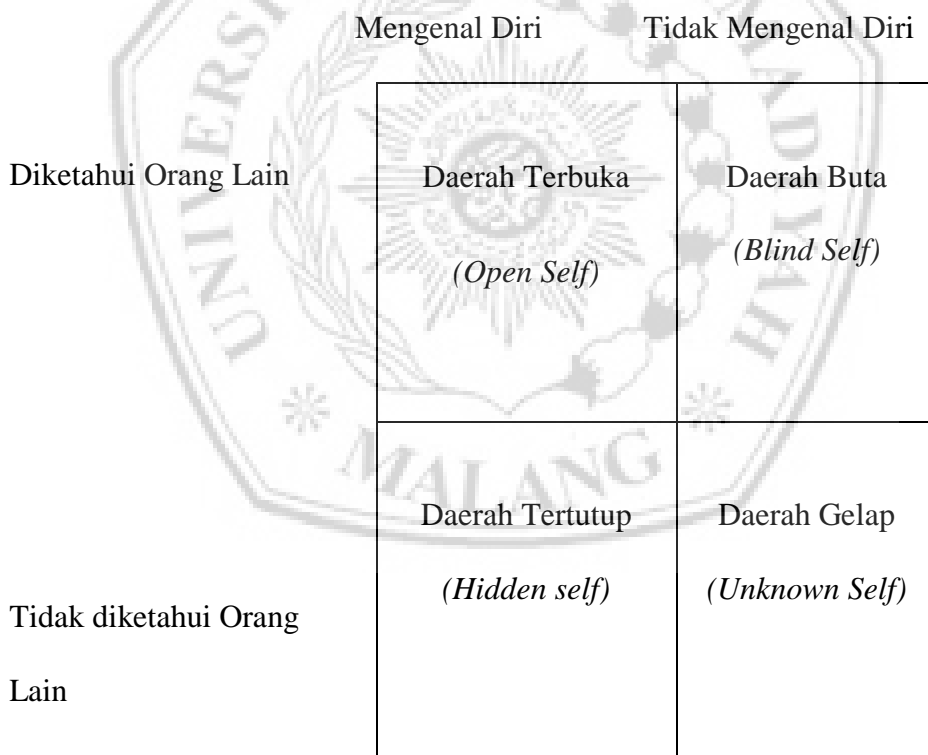 Mengenal Diri Tidak Mengenal Diri
Diketahui Orang Lain
Daerah Terbuka
(Open Self)
Daerah Buta
(Blind Self)
Daerah Tertutup
(Hidden self)
Daerah Gelap
(Unknown Self)
Tidak diketahui Orang
Lain
MALANG